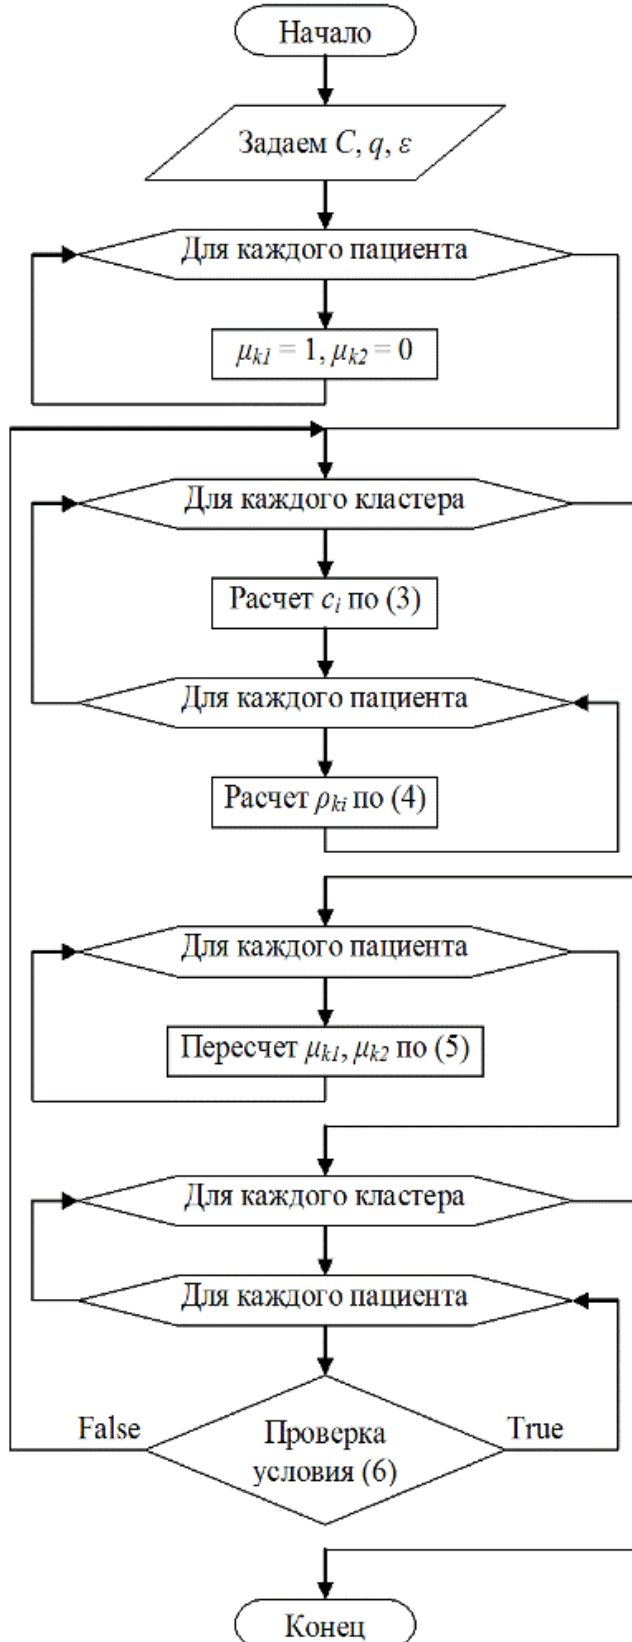 Начало
Задаем C, q, ε
Для каждого пациента
μk1 = 1, μk2 = 0
Для каждого кластера
Расчет ci по (3)
Для каждого пациента
Расчет ρki по (4)
Для каждого пациента
Пересчет μk1, μk2 по (5)
Для каждого кластера
Для каждого пациента
False
True
Проверка
условия (6)
Конец